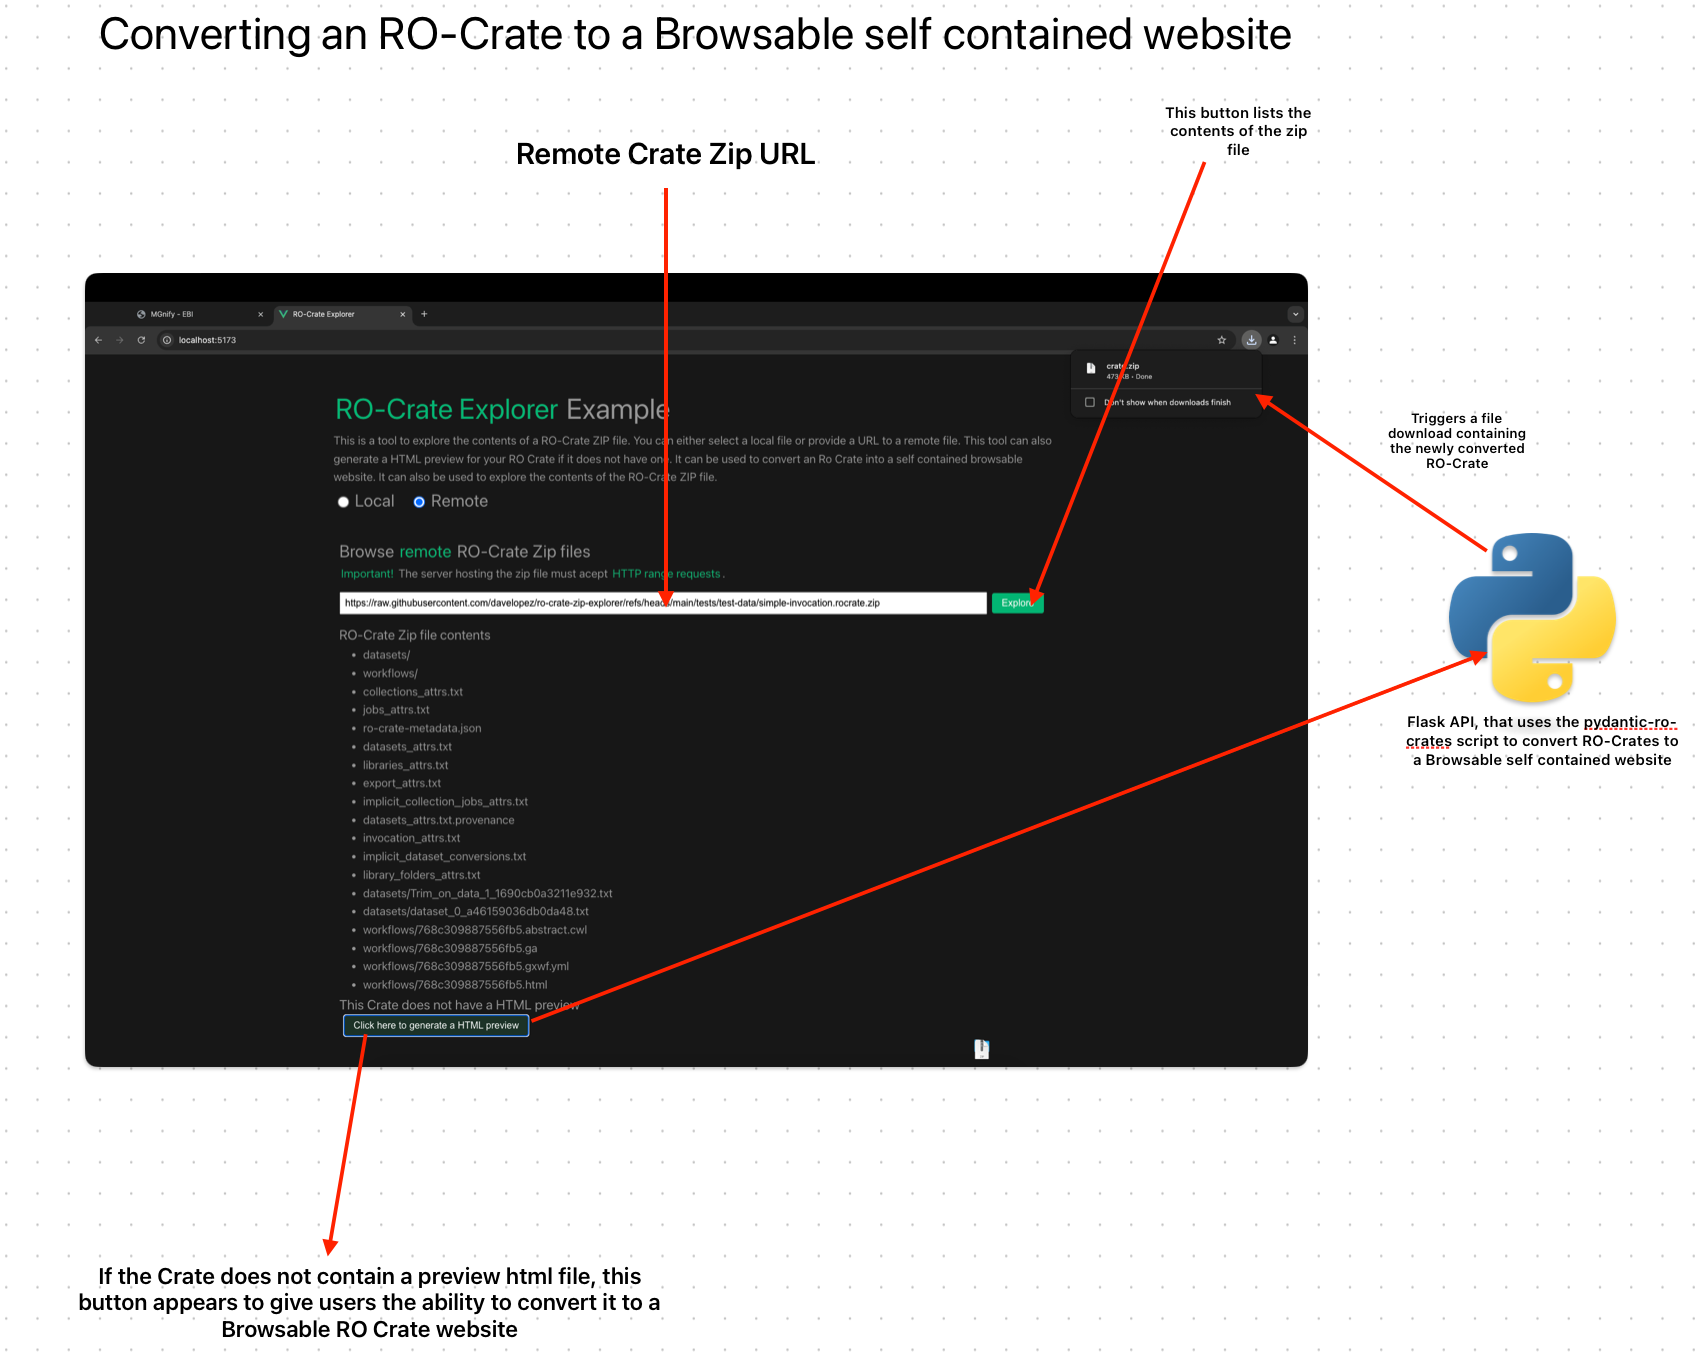 Converting an RO-Crate to a Browsable self contained website
This button lists the
contents of the zip
file
Remote Crate Zip URL
MGnify - EBI
RO-Crate Explorer
localhost:5173
crate.zip
473 KB • Done
Don't show when downloads finish
RO-Crate Explorer Example
This is a tool to explore the contents of a RO-Crate ZIP file. You can either select a local file or provide a URL to a remote file. This tool can also
generate a HTML preview for your RO Crate if it does not have one. It can be used to convert an Ro Crate into a self contained browsable
website. It can also be used to explore the contents of the RO-Crate ZIP file.
Local Remote
Triggers a file
download containing
the newly converted
RO-Crate
Browse remote RO-Crate Zip files
Important! The server hosting the zip file must acept HTTP range requests .
https://raw.githubusercontent.com/davelopez/ro-crate-zip-explorer/refs/heads/main/tests/test-data/simple-invocation.rocrate.zip
Explore
RO-Crate Zip file contents
• datasets/
• workflows/
• collections_attrs.txt
• jobs_attrs.txt
• ro-crate-metadata.json
• datasets_attrs.txt
• libraries_attrs.txt
• export_attrs.txt
• implicit_collection_jobs_attrs.txt
• datasets_attrs.txt.provenance
• invocation_attrs.txt
• implicit_dataset_conversions.txt
• library_folders_attrs.txt
• datasets/Trim_on_data_1_1690cb0a3211e932.txt
• datasets/dataset_0_a46159036db0da48.txt
• workflows/768c309887556fb5.abstract.cwl
• workflows/768c309887556fb5.ga
• workflows/768c309887556fb5.gxwf.yml
• workflows/768c309887556fb5.html
This Crate does not have a HTML preview
Click here to generate a HTML preview
Flask API, that uses the pydantic-ro-
crates script to convert RO-Crates to
a Browsable self contained website
If the Crate does not contain a preview html file, this
button appears to give users the ability to convert it to a
Browsable RO Crate website